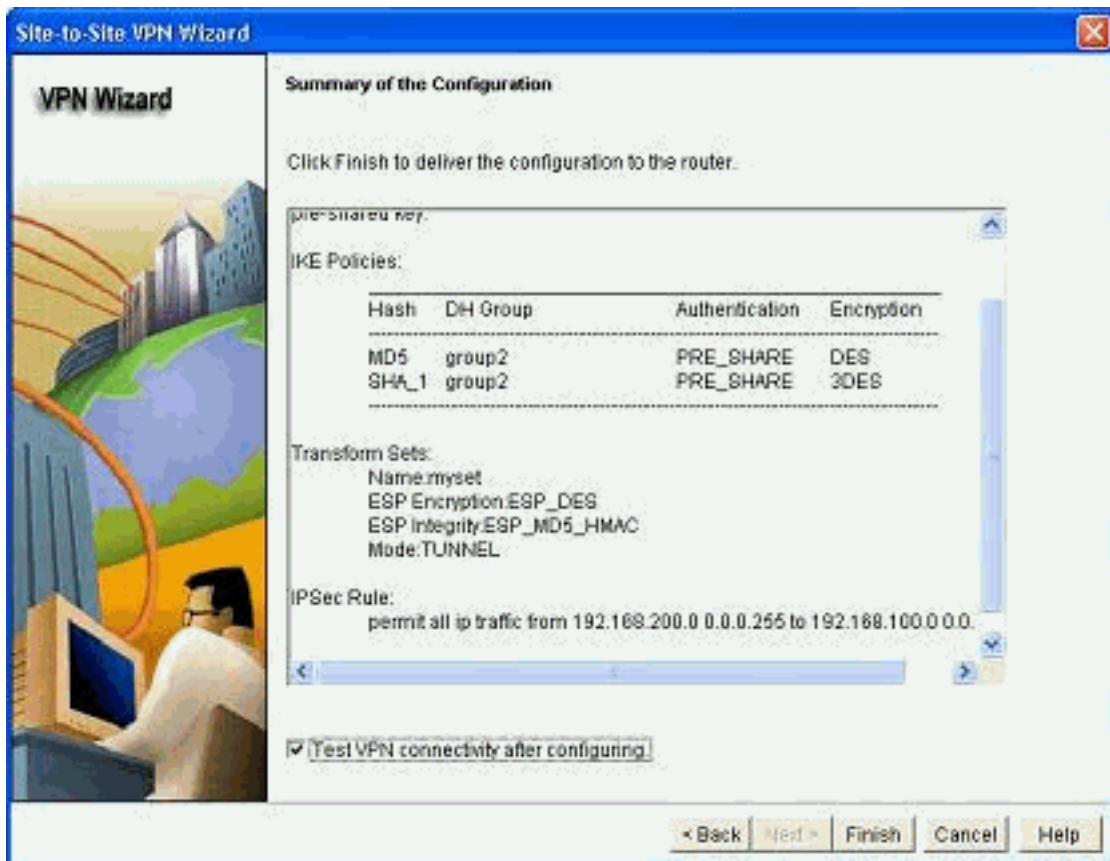 Site-to-Site VPN Wizard
VPN Wizard
Summary of the Configuration
Click Finish to deliver the configuration to the router.
pre-shared key.
IKE Policies:
Hash DH Group Authentication Encryption
MD5 group2 PRE_SHARE DES
SHA_1 group2 PRE_SHARE 3DES
Transform Sets:
Name:myset
ESP Encryption:ESP_DES
ESP Integrity:ESP_MD5_HMAC
Mode:TUNNEL
IPSec Rule:
permit all ip traffic from 192.168.200.0 0.0.0.255 to 192.168.100.0 0.0.
Test VPN connectivity after configuring.
< Back Next > Finish Cancel Help